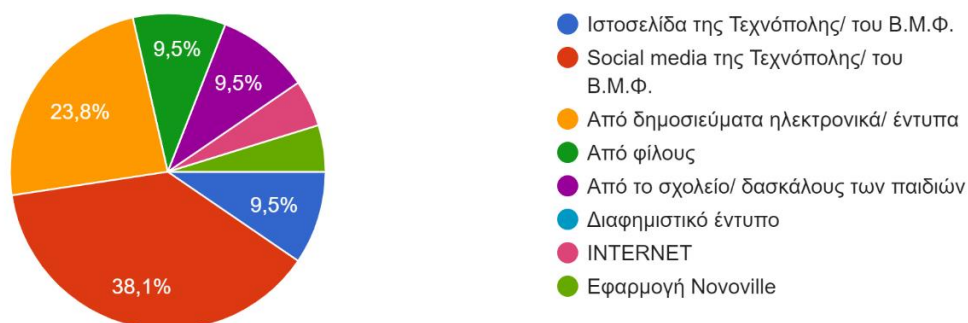 9,5%
9,5%
23,8%
9,5%
38,1%
Ιστοσελίδα της Τεχνόπολης/ του Β.Μ.Φ.
Social media της Τεχνόπολης/ του
Β.Μ.Φ.
Από δημοσιεύματα ηλεκτρονικά/ έντυπα
Από φίλους
Από το σχολείο/ δασκάλους των παιδιών
Διαφημιστικό έντυπο
INTERNET
Εφαρμογή Novoville